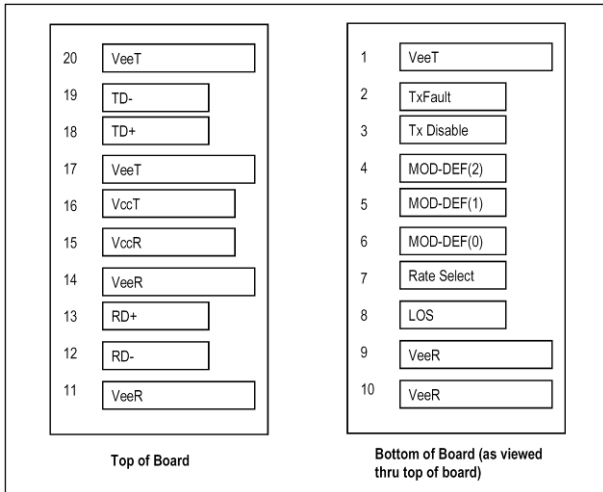 20 VeeT
19 TD-
18 TD+
17 VeeT
16 VccT
15 VccR
14 VeeR
13 RD+
12 RD-
11 VeeR
Top of Board
1 VeeT
2 TxFault
3 Tx Disable
4 MOD-DEF(2)
5 MOD-DEF(1)
6 MOD-DEF(0)
7 Rate Select
8 LOS
9 VeeR
10 VeeR
Bottom of Board (as viewed
thru top of board)